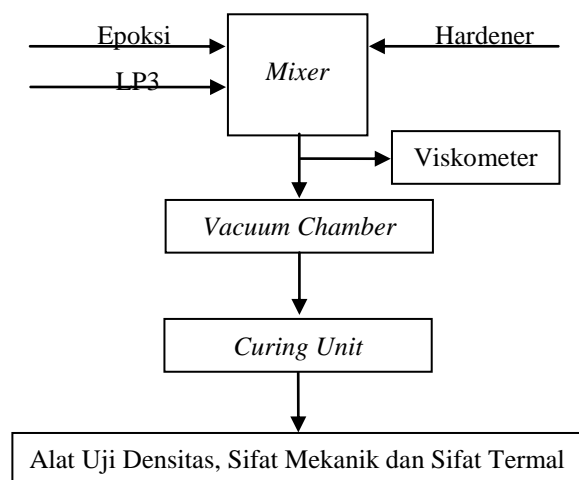 Epoksi
Hardener
Mixer
LP3
Viskometer
Vacuum Chamber
Curing Unit
Alat Uji Densitas, Sifat Mekanik dan Sifat Termal